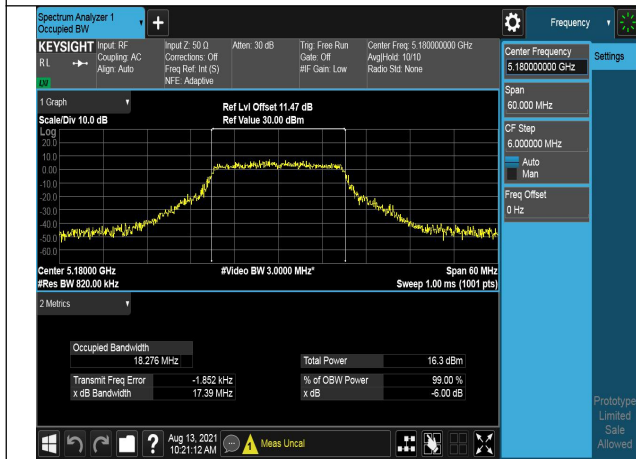 Spectrum Analyzer 1
Occupied BW
Frequency
KEYSIGHT
R L
Input: RF
Coupling: AC
Align: Auto
Input Z: 50 Ω
Corrections: Off
Freq Ref: Int (S)
NFE: Adaptive
Atten: 30 dB
Trig: Free Run
Gate: Off
#IF Gain: Low
Center Freq: 5.180000000 GHz
Avg|Hold: 10/10
Radio Std: None
LXI
Center Frequency
5.180000000 GHz
Settings
Span
60.000 MHz
CF Step
6.000000 MHz
Auto
Man
Freq Offset
0 Hz
1 Graph
Scale/Div 10.0 dB
Ref Lvl Offset 11.47 dB
Ref Value 30.00 dBm
Log
20.0
10.0
0.00
-10.0
-20.0
-30.0
-40.0
-50.0
-60.0
Center 5.18000 GHz
#Video BW 3.0000 MHz*
Span 60 MHz
#Res BW 820.00 kHz
Sweep 1.00 ms (1001 pts)
2 Metrics
Occupied Bandwidth
18.276 MHz
Total Power 16.3 dBm
Transmit Freq Error -1.852 kHz
% of OBW Power 99.00 %
x dB Bandwidth 17.39 MHz
x dB -6.00 dB
Prototype
Limited
Sale
Allowed
?
Aug 13, 2021
10:21:12 AM
1
Meas Uncal